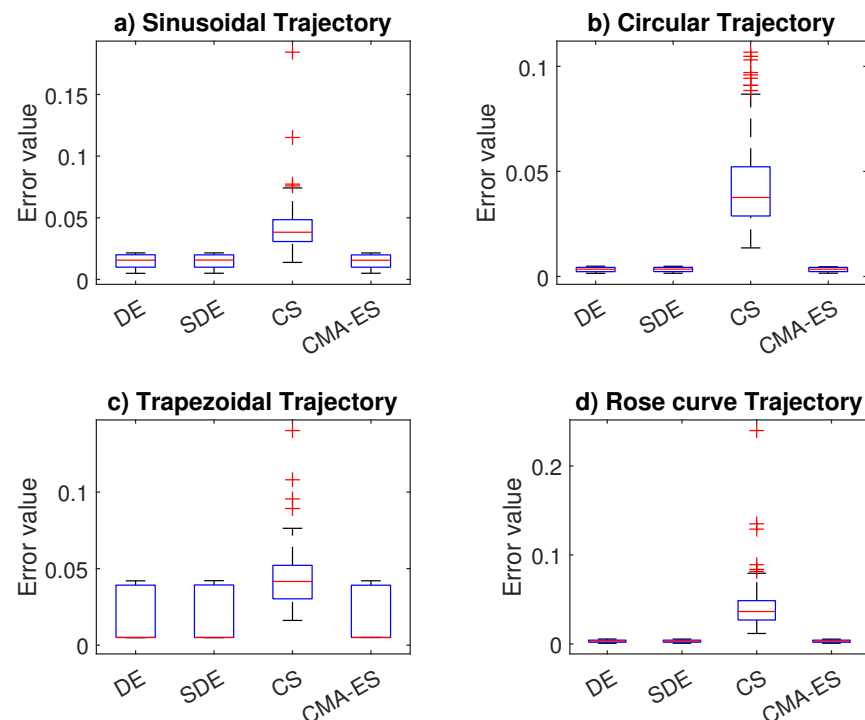 a) Sinusoidal Trajectory
Error value
0.15
0.1
0.05
0
DE
SDE
CS
CMA-ES
b) Circular Trajectory
Error value
0.1
0.05
0
DE
SDE
CS
CMA-ES
c) Trapezoidal Trajectory
Error value
0.1
0.05
0
DE
SDE
CS
CMA-ES
d) Rose curve Trajectory
Error value
0.2
0.1
0
DE
SDE
CS
CMA-ES